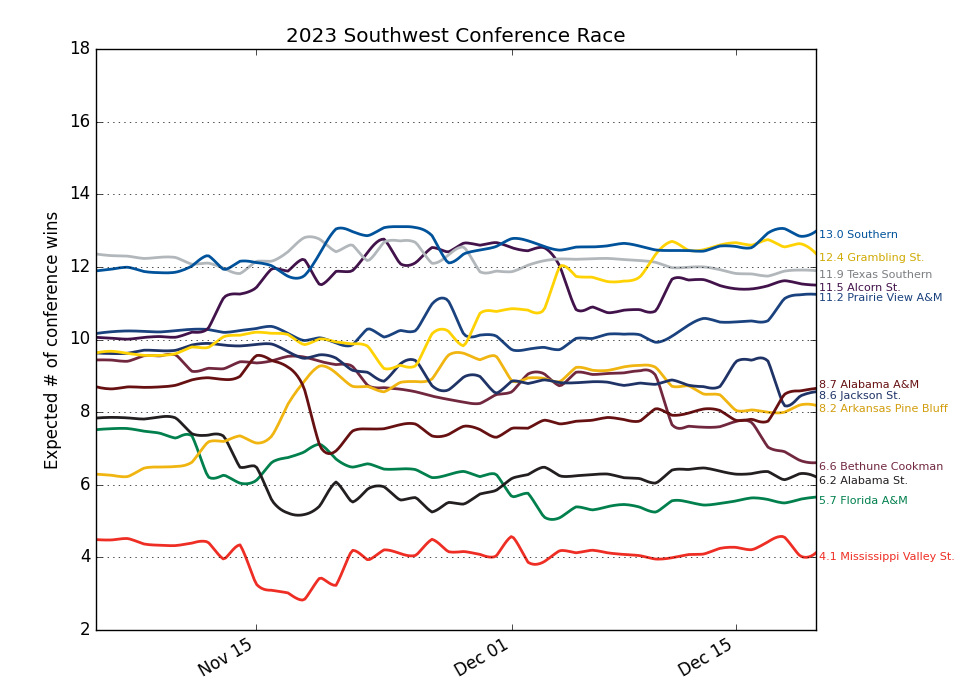 2023 Southwest Conference Race
Expected # of conference wins
18
16
14
12
10
8
6
4
2
Nov 15
Dec 01
Dec 15
13.0 Southern
12.4 Grambling St.
11.9 Texas Southern
11.5 Alcorn St.
11.2 Prairie View A&M
8.7 Alabama A&M
8.6 Jackson St.
8.2 Arkansas Pine Bluff
6.6 Bethune Cookman
6.2 Alabama St.
5.7 Florida A&M
4.1 Mississippi Valley St.